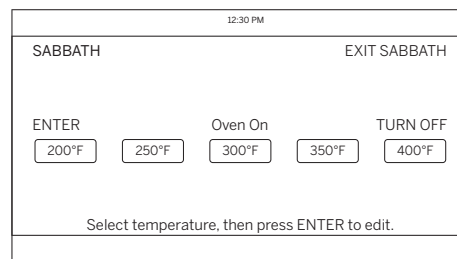 12:30 PM
SABBATH EXIT SABBATH
ENTER Oven On TURN OFF
200°F 250°F 300°F 350°F 400°F
Select temperature, then press ENTER to edit.